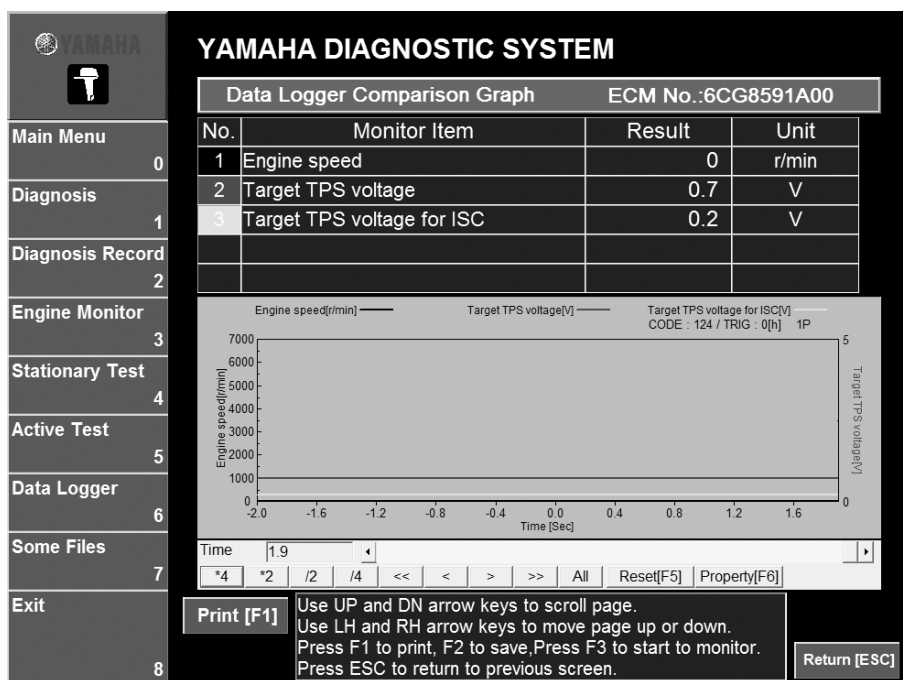 YAMAHA
YAMAHA DIAGNOSTIC SYSTEM
Data Logger Comparison Graph ECM No.:6CG8591A00
Main Menu
0
Diagnosis
1
Diagnosis Record
2
Engine Monitor
3
Stationary Test
4
Active Test
5
Data Logger
6
Some Files
7
Exit
8
No. Monitor Item Result Unit
1 Engine speed 0 r/min
2 Target TPS voltage 0.7 V
3 Target TPS voltage for ISC 0.2 V
Engine speed[r/min] Target TPS voltage[V] Target TPS voltage for ISC[V]
CODE : 124 / TRIG : 0[h] 1P
7000 5
6000
5000
4000
3000
2000
1000
0 0
Engine speed[r/min]
Target TPS voltage[V]
-2.0 -1.6 -1.2 -0.8 -0.4 0.0 0.4 0.8 1.2 1.6
Time [Sec]
Time 1.9
*4 *2 /2 /4 << < > >> All Reset[F5] Property[F6]
Print [F1]
Use UP and DN arrow keys to scroll page.
Use LH and RH arrow keys to move page up or down.
Press F1 to print, F2 to save,Press F3 to start to monitor.
Press ESC to return to previous screen.
Return [ESC]